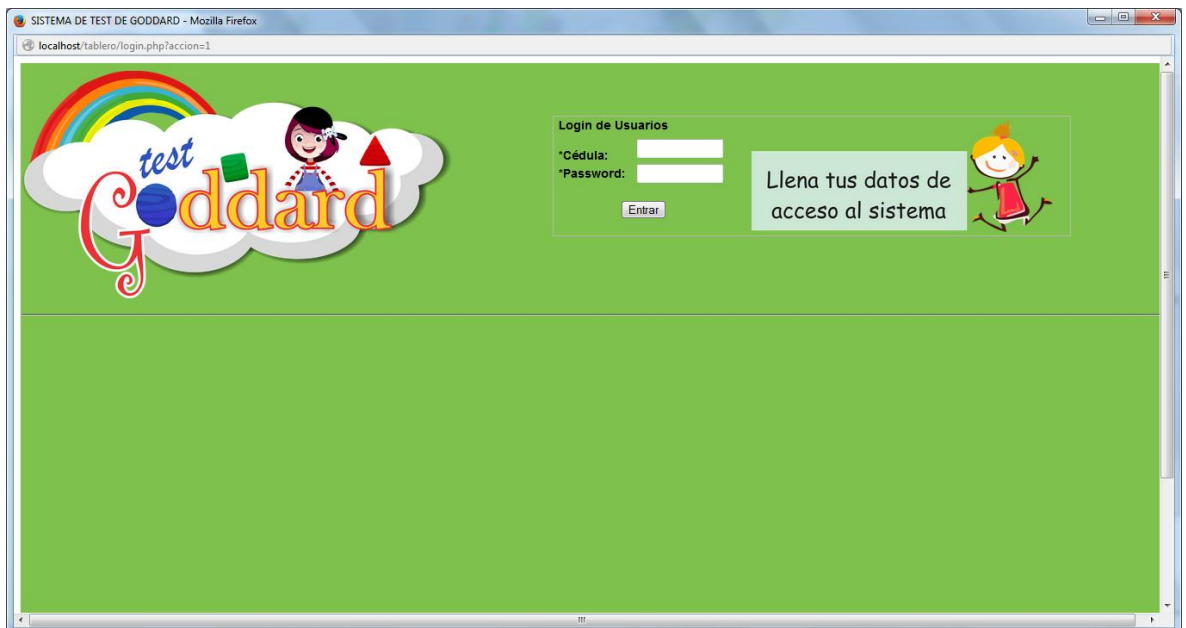 SISTEMA DE TEST DE GODDARD - Mozilla Firefox
localhost/tablero/login.php?accion=1
test
Goddard
Login de Usuarios
*Cédula:
*Password:
Entrar
Llena tus datos de
acceso al sistema